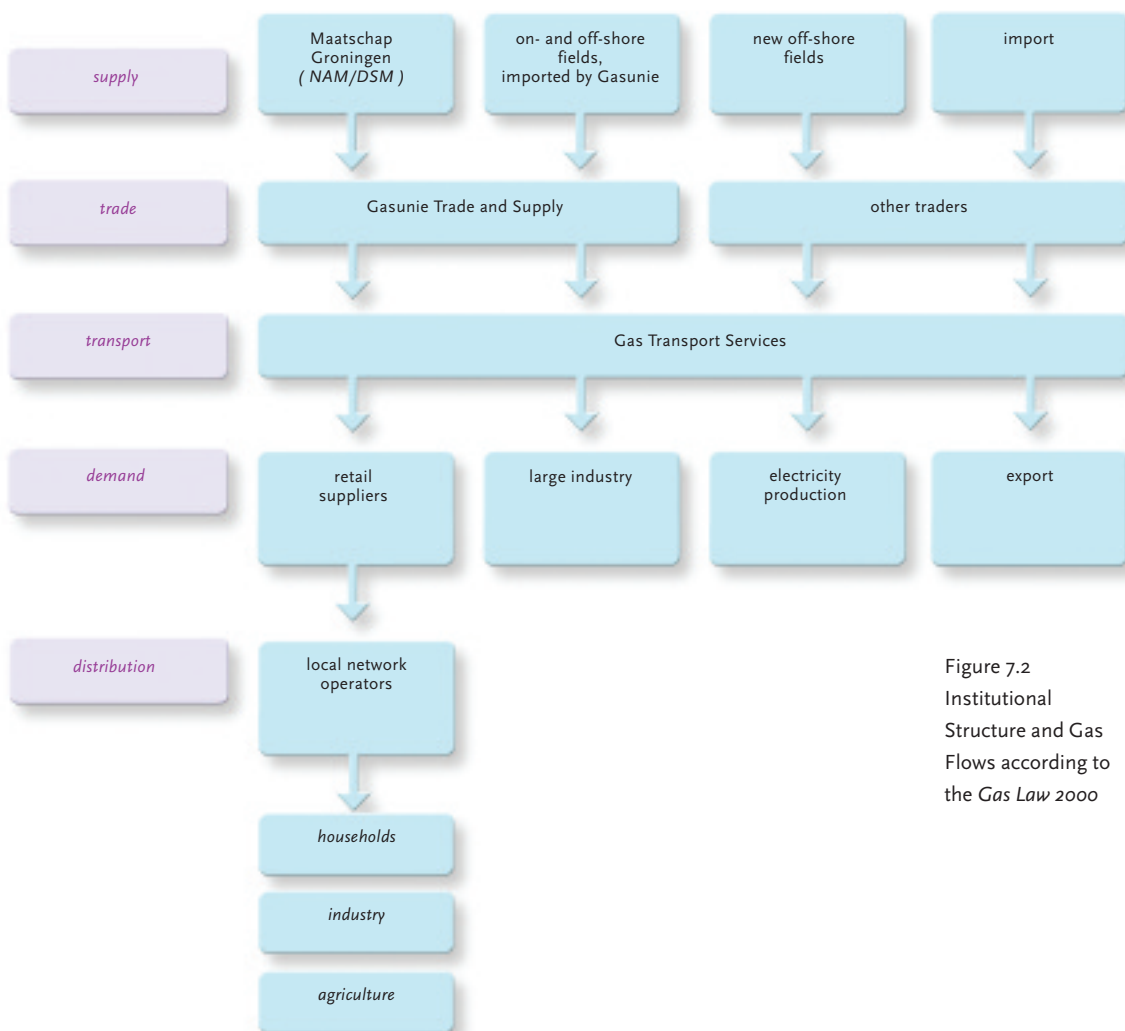 supply
Maatschap
Groningen
( NAM/DSM )
on- and off-shore
fields,
imported by Gasunie
new off-shore
fields
import
trade
Gasunie Trade and Supply
other traders
transport
Gas Transport Services
demand
retail
suppliers
large industry
electricity
production
export
distribution
local network
operators
households
industry
agriculture
Figure 7.2
Institutional
Structure and Gas
Flows according to
the Gas Law 2000